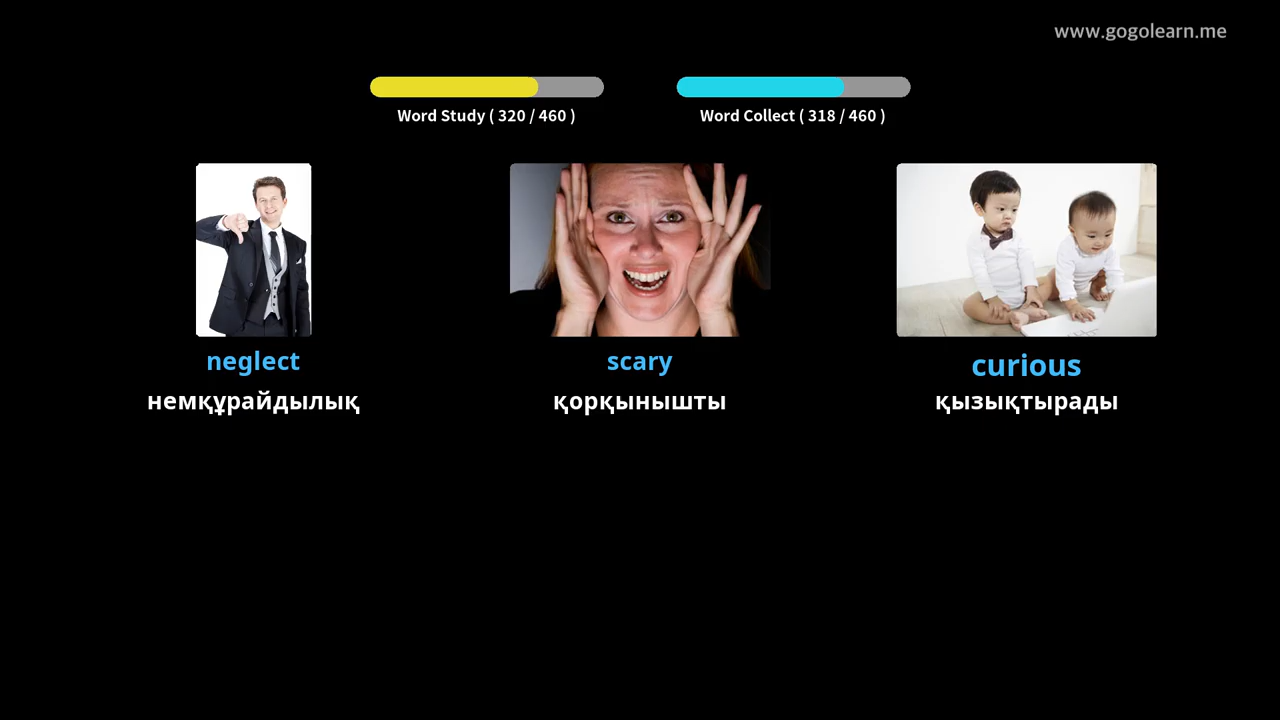 www.gogolearn.me
Word Study ( 320 / 460 )
Word Collect ( 318 / 460 )
neglect
немқұрайдылық
scary
қорқынышты
curious
қызықтырады